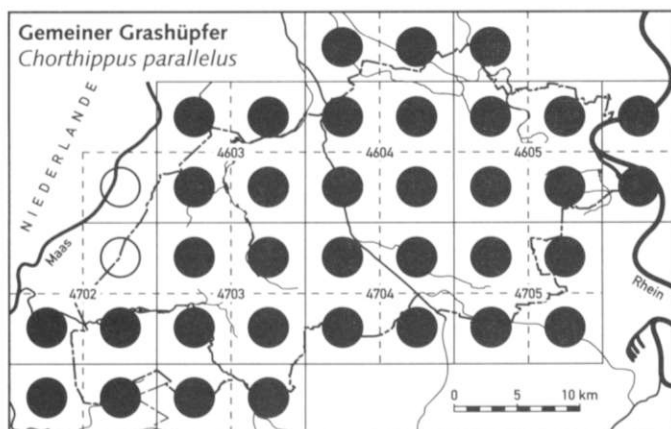 Gemeiner Grashüpfer
Chorthippus parallelus
NIEDERLANDE
Maas
4603
4604
4605
4702
4703
4704
4705
Rhein
0 5 10 km